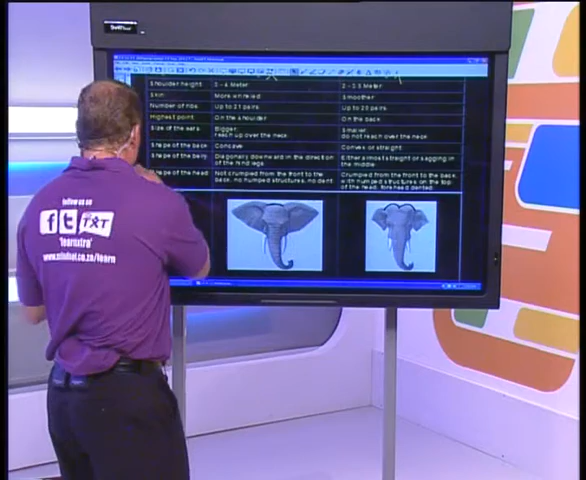 Shoulder height 3 - 4 Meter 2 - 3.5 Meter
Skin More wrinkled Smoother
Number of ribs Up to 21 pairs Up to 20 pairs
Highest point On the shoulder On the back
Size of the ears Bigger, Smaller,
reach up over the neck do not reach over the neck
Shape of the back Concave Convex or straight
Shape of the belly Diagonally downward in the direction Either almost straight or sagging in
of the hind legs the middle
Shape of the head Not crumped from the front to the Crumped from the front to the back,
back, no humped structures, no dent with humped structures on the top
of the head, forehead dented
follow us on
f t TXT
'learnxtra'
www.mindset.co.za/learn